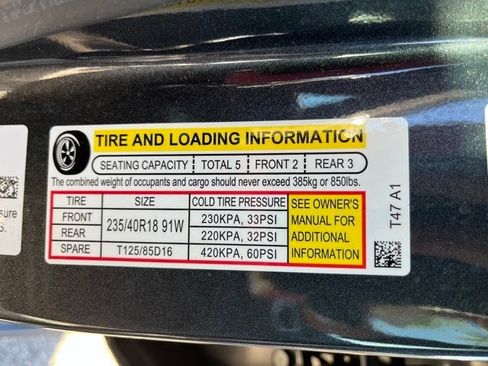 TIRE AND LOADING INFORMATION
SEATING CAPACITY TOTAL 5 FRONT 2 REAR 3
The combined weight of occupants and cargo should never exceed 385kg or 850lbs.
TIRE SIZE COLD TIRE PRESSURE
FRONT 235/40R18 91W 230KPA, 33PSI
REAR 220KPA, 32PSI
SPARE T125/85D16 420KPA, 60PSI
SEE OWNER'S
MANUAL FOR
ADDITIONAL
INFORMATION
T47 A1